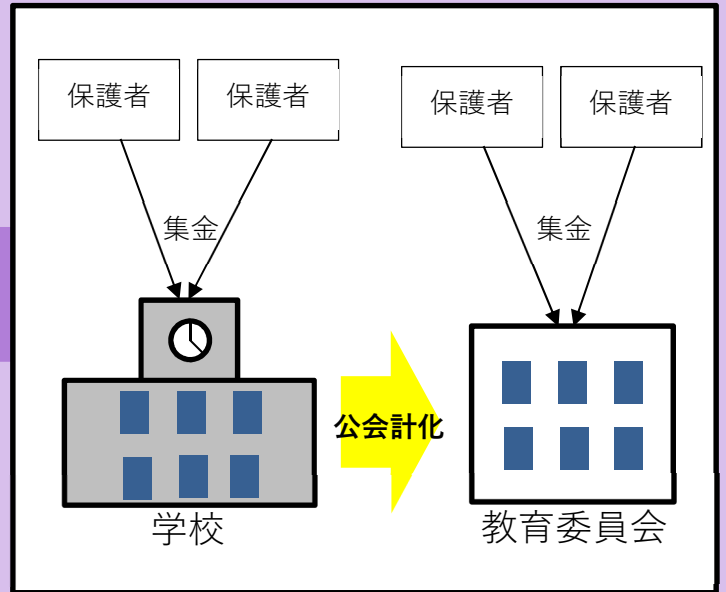 保護者
保護者
保護者
保護者
集金
集金
公会計化
学校
教育委員会